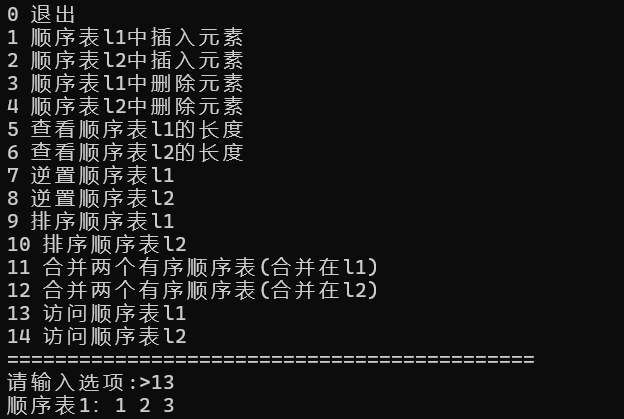 0 退出
1 顺序表l1中插入元素
2 顺序表l2中插入元素
3 顺序表l1中删除元素
4 顺序表l2中删除元素
5 查看顺序表l1的长度
6 查看顺序表l2的长度
7 逆置顺序表l1
8 逆置顺序表l2
9 排序顺序表l1
10 排序顺序表l2
11 合并两个有序顺序表(合并在l1)
12 合并两个有序顺序表(合并在l2)
13 访问顺序表l1
14 访问顺序表l2
============================================
请输入选项:>13
顺序表1: 1 2 3